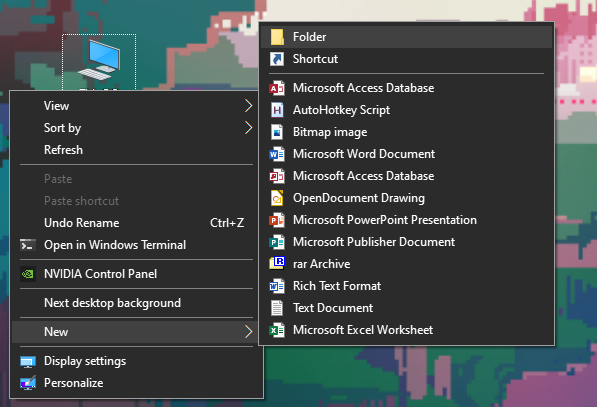 View
Sort by
Refresh
Paste
Paste shortcut
Undo Rename Ctrl+Z
Open in Windows Terminal
NVIDIA Control Panel
Next desktop background
New
Display settings
Personalize
Folder
Shortcut
Microsoft Access Database
AutoHotkey Script
Bitmap image
Microsoft Word Document
Microsoft Access Database
OpenDocument Drawing
Microsoft PowerPoint Presentation
Microsoft Publisher Document
rar Archive
Rich Text Format
Text Document
Microsoft Excel Worksheet